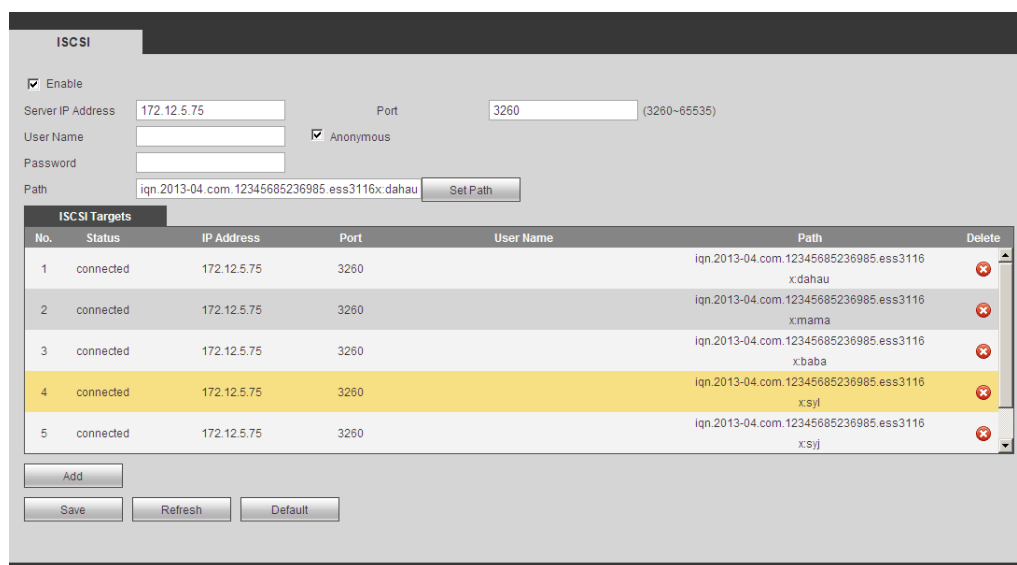 ISCSI
Enable
Server IP Address 172.12.5.75 Port 3260 (3260~65535)
User Name Anonymous
Password
Path iqn.2013-04.com.12345685236985.ess3116x:dahau Set Path
ISCSI Targets
No. Status IP Address Port User Name Path Delete
iqn.2013-04.com.12345685236985.ess3116
1 connected 172.12.5.75 3260
x:dahau
iqn.2013-04.com.12345685236985.ess3116
2 connected 172.12.5.75 3260
x:mama
iqn.2013-04.com.12345685236985.ess3116
3 connected 172.12.5.75 3260
x:baba
iqn.2013-04.com.12345685236985.ess3116
4 connected 172.12.5.75 3260
x:syl
iqn.2013-04.com.12345685236985.ess3116
5 connected 172.12.5.75 3260
x:syj
Add
Save Refresh Default